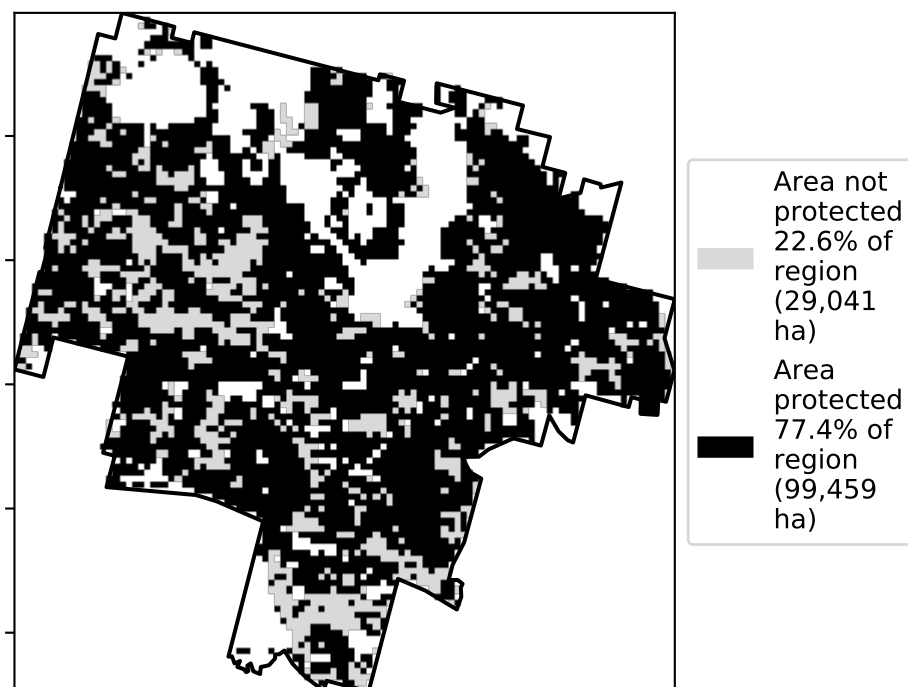 Area not
protected
22.6% of
region
(29,041
ha)
Area
protected
77.4% of
region
(99,459
ha)